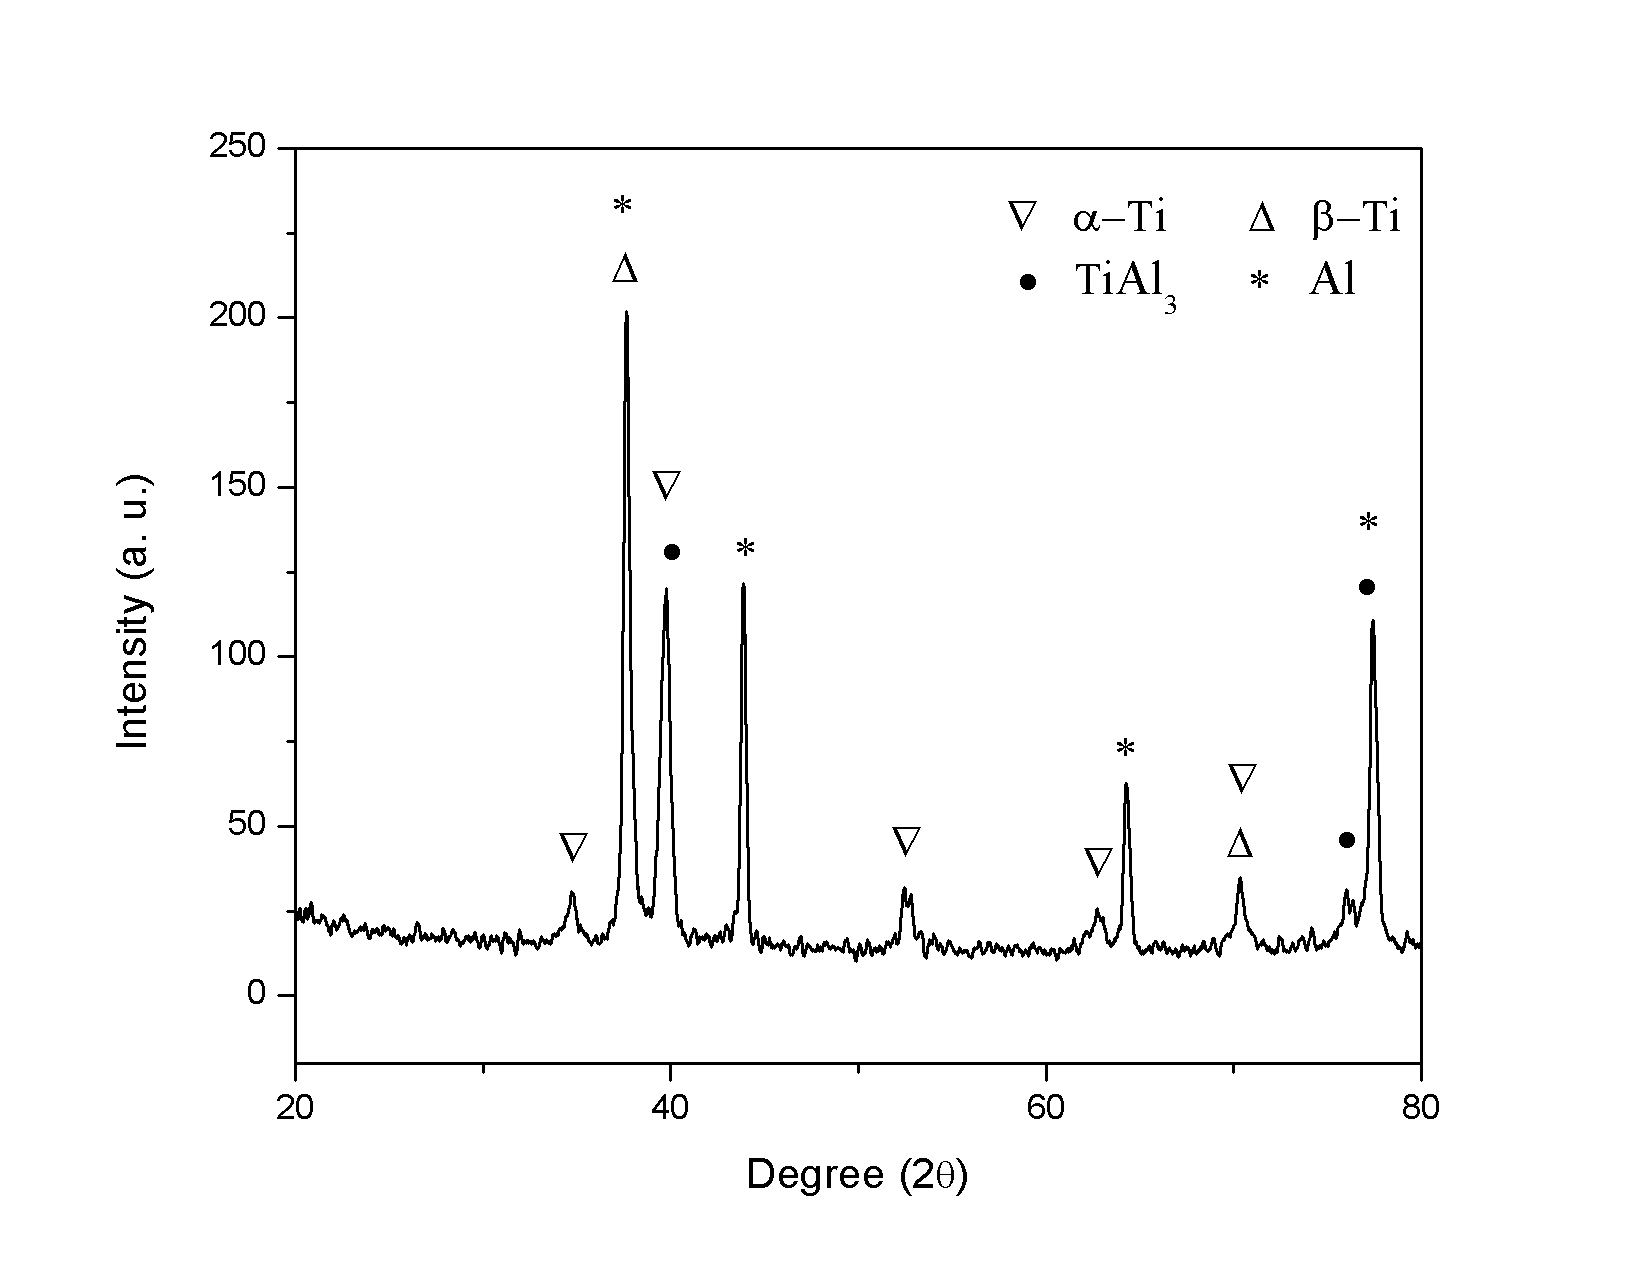 250
200
150
100
50
0
Intensity (a. u.)
▽ α–Ti △ β–Ti
● TiAl₃ * Al
20 40 60 80
Degree (2θ)